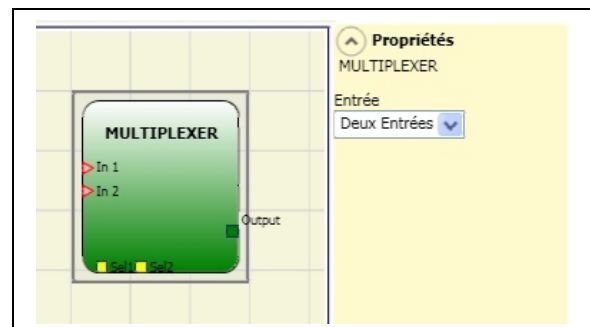 MULTIPLEXER
In 1
In 2
Output
Sel1 Sel2
Propriétés
MULTIPLEXER
Entrée
Deux Entrées